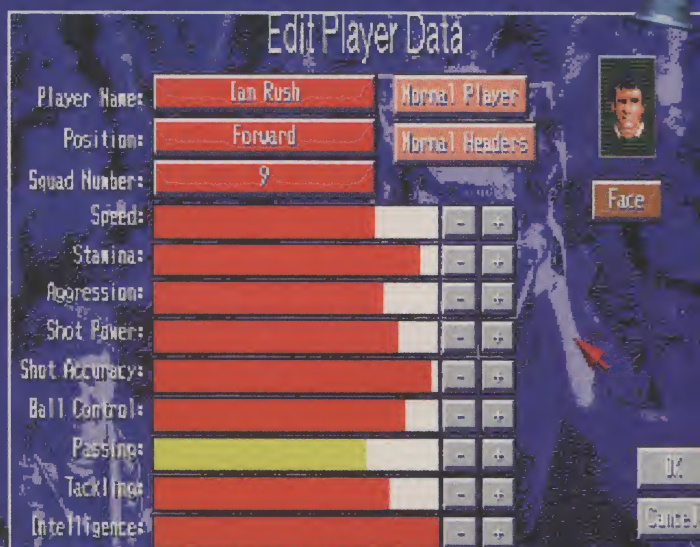 Edit Player Data
Player Name: Ian Rush Normal Player
Position: Forward Normal Headers
Squad Number: 9
Face
Speed: - +
Stamina: - +
Aggression: - +
Shot Power: - +
Shot Accuracy: - +
Ball Control: - +
Passing: - +
Tackling: - +
Intelligence: - +
OK
Cancel